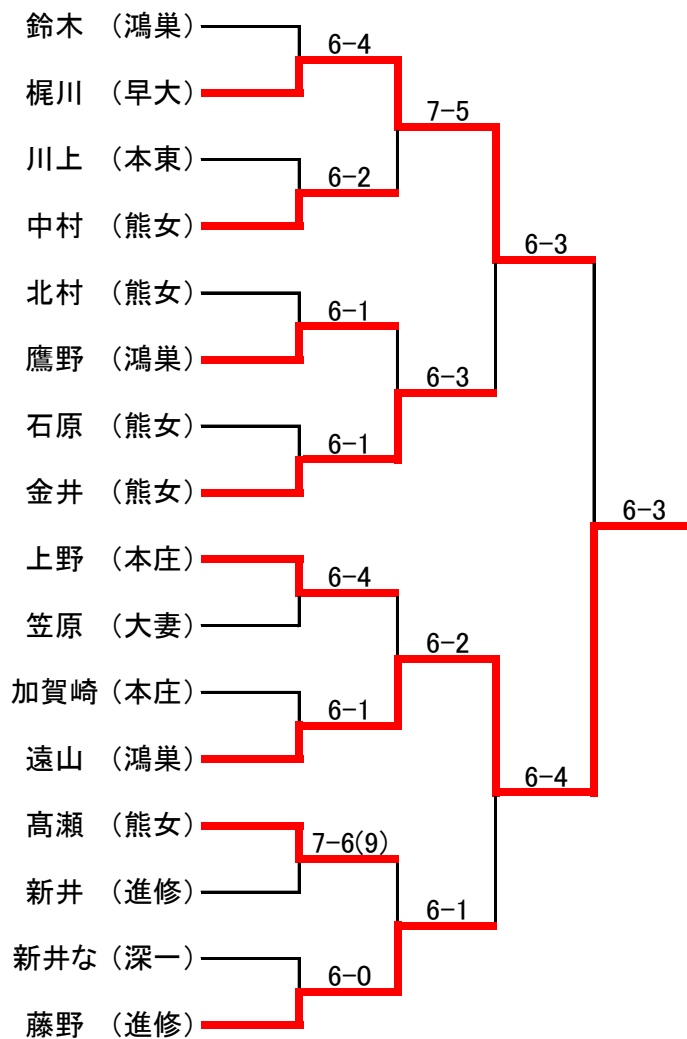 鈴木 （鴻巣）
6-4
梶川 （早大）
7-5
川上 （本東）
6-2
中村 （熊女）
6-3
北村 （熊女）
6-1
鷹野 （鴻巣）
6-3
石原 （熊女）
6-1
金井 （熊女）
6-3
上野 （本庄）
6-4
笠原 （大妻）
6-2
加賀崎（本庄）
6-1
遠山 （鴻巣）
6-4
髙瀬 （熊女）
7-6(9)
新井 （進修）
6-1
新井な（深一）
6-0
藤野 （進修）